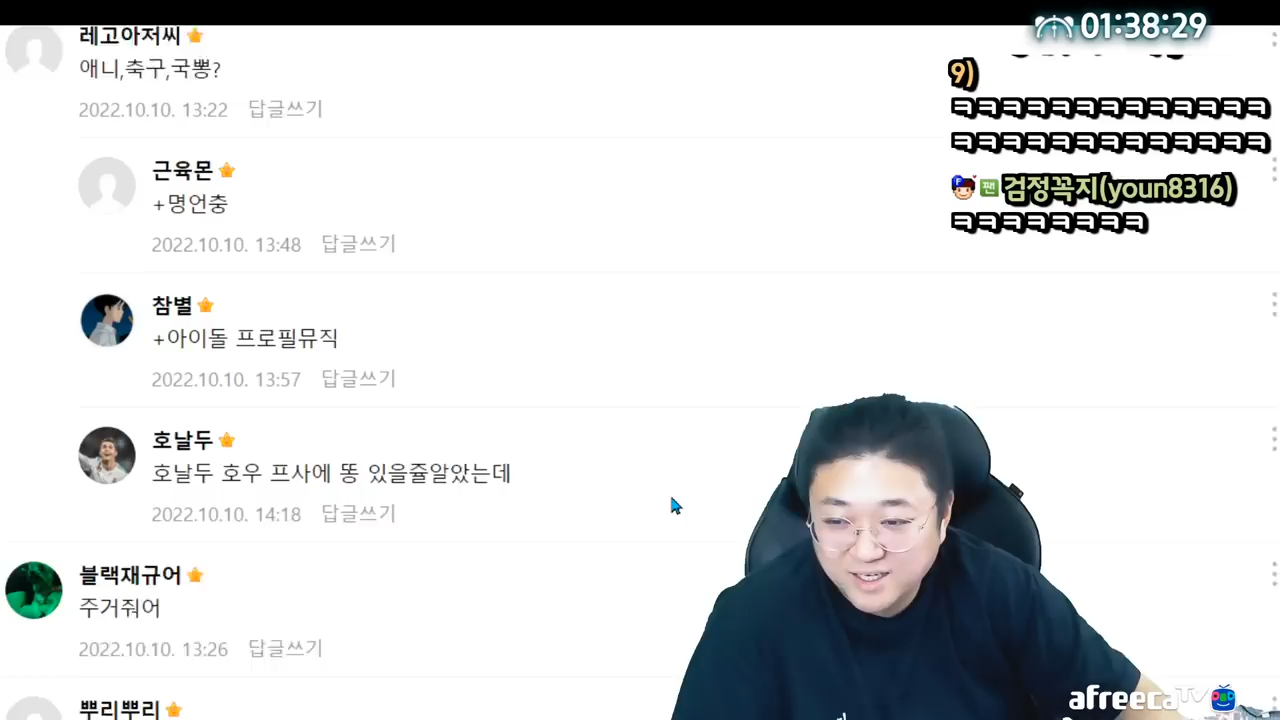 01:38:29
레고아저씨
애니,축구,국뽕?
2022.10.10. 13:22 답글쓰기
근육몬
+명언충
2022.10.10. 13:48 답글쓰기
참별
+아이돌 프로필뮤직
2022.10.10. 13:57 답글쓰기
호날두
호날두 호우 프사에 똥 있을쥴알았는데
2022.10.10. 14:18 답글쓰기
블랙재규어
주거줘어
2022.10.10. 13:26 답글쓰기
뿌리뿌리
9)
ㅋㅋㅋㅋㅋㅋㅋㅋㅋㅋㅋㅋㅋ
ㅋㅋㅋㅋㅋㅋㅋㅋㅋㅋㅋㅋㅋ
팬 검정꼭지(youn8316)
ㅋㅋㅋㅋㅋㅋㅋㅋ
afreecaTV